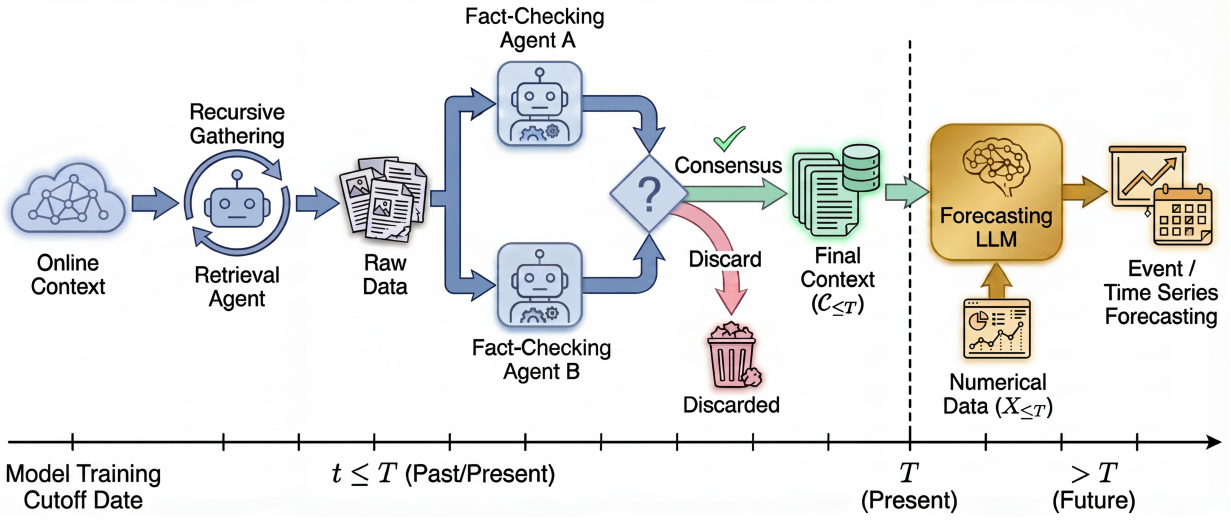 Fact-Checking
Agent A
Recursive
Gathering
Online
Context
Retrieval
Agent
Raw
Data
?
Consensus
Discard
Discarded
Fact-Checking
Agent B
Final
Context
(𝒞≤T)
Forecasting
LLM
Numerical
Data (X≤T)
Event /
Time Series
Forecasting
Model Training
Cutoff Date
t ≤ T (Past/Present)
T
(Present)
> T
(Future)